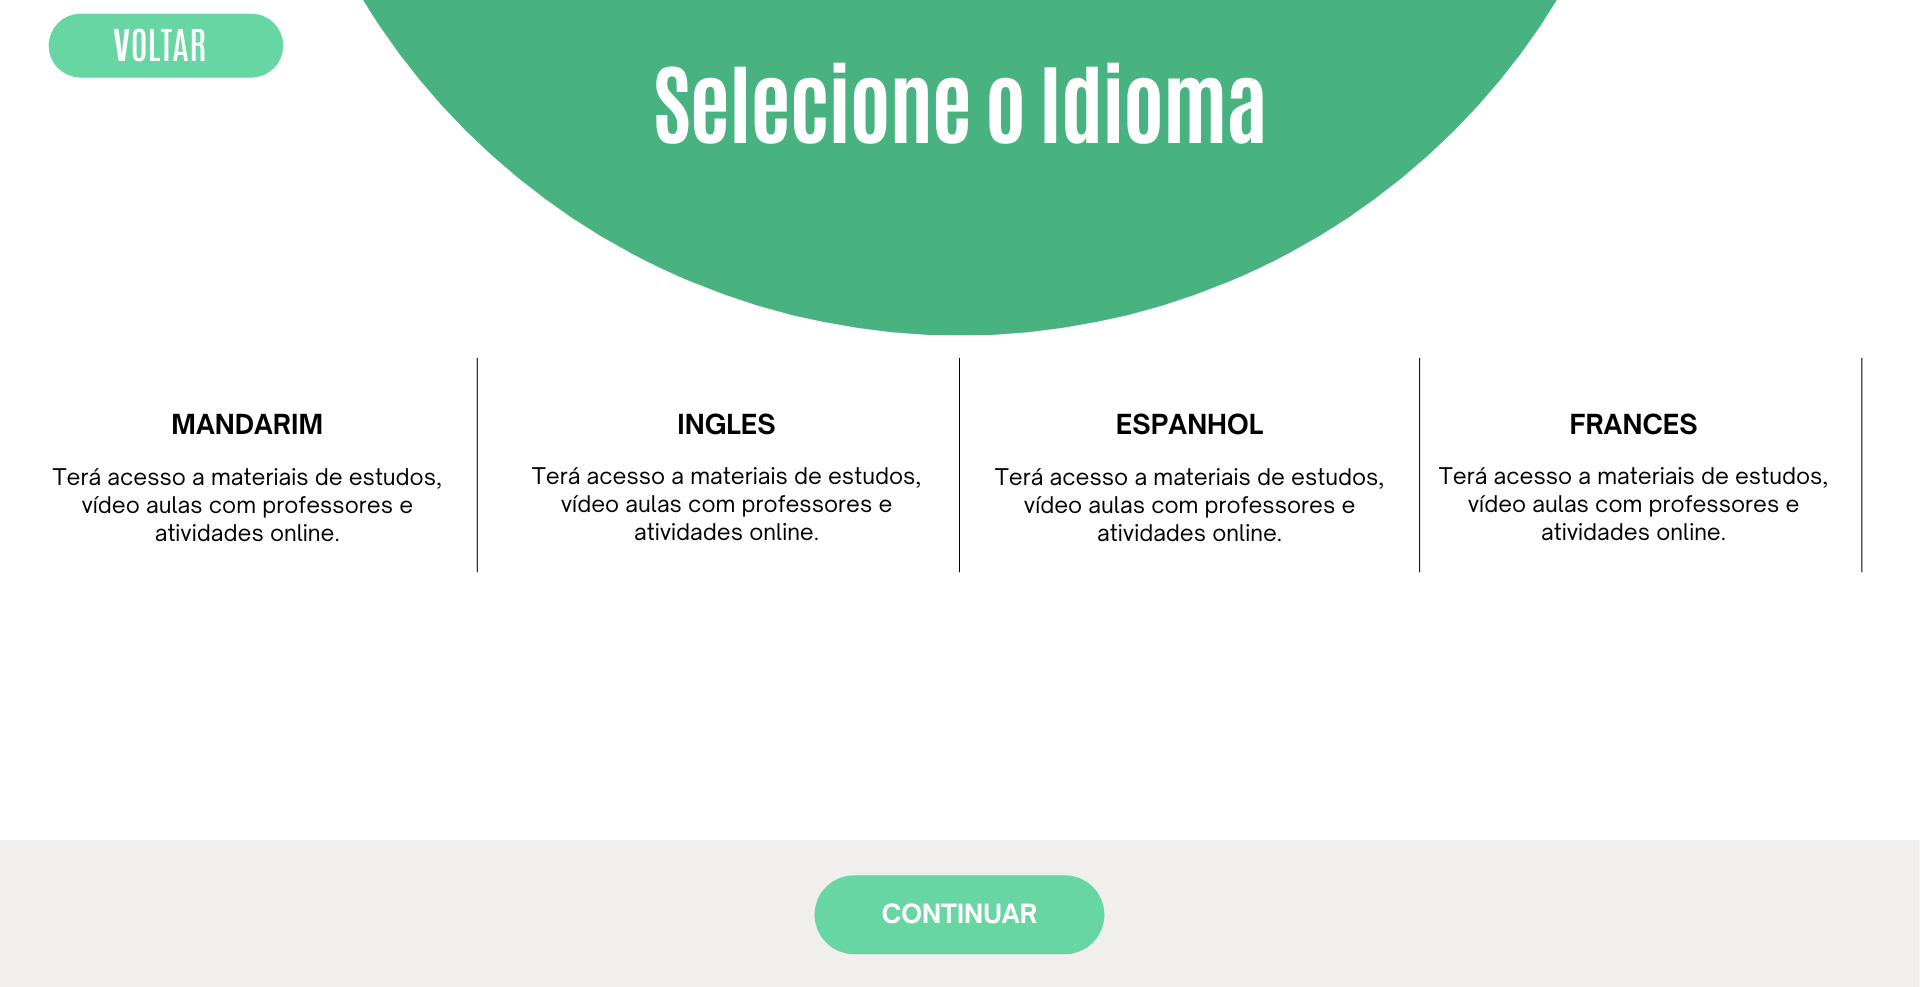 VOLTAR
Selecione o Idioma
MANDARIM
Terá acesso a materiais de estudos,
vídeo aulas com professores e
atividades online.
INGLES
Terá acesso a materiais de estudos,
vídeo aulas com professores e
atividades online.
ESPANHOL
Terá acesso a materiais de estudos,
vídeo aulas com professores e
atividades online.
FRANCES
Terá acesso a materiais de estudos,
vídeo aulas com professores e
atividades online.
CONTINUAR